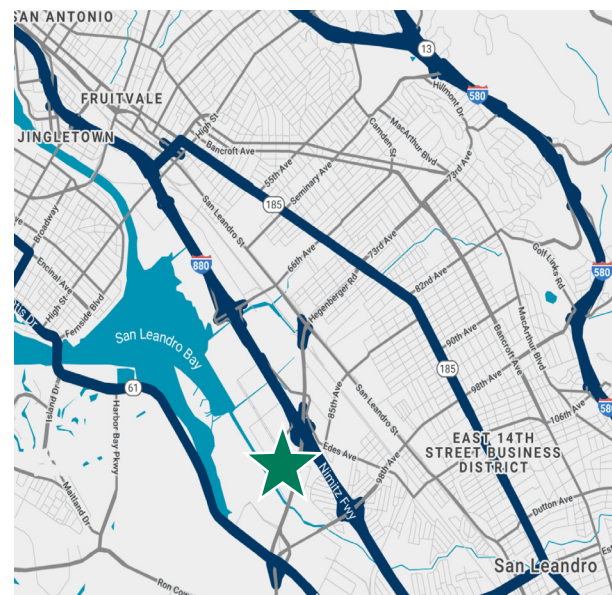 SAN ANTONIO
FRUITVALE
JINGLETOWN
13
580
Hillmont Dr
High St
Bancroft Ave
Camden St
MacArthur Blvd
55th Ave
Seminary Ave
73rd Ave
185
San Leandro St
Broadway
880
66th Ave
73rd Ave
Hegenberger Rd
82nd Ave
Golf Links Rd
580
Encinal Ave
High St
Fernside Blvd
San Leandro Bay
90th Ave
Bancroft Ave
MacArthur Blvd
61
185
98th Ave
85th Ave
San Leandro St
Island Dr
Harbor Bay Pkwy
106th Ave
580
EAST 14TH
STREET BUSINESS
DISTRICT
Edes Ave
Nimitz Fwy
98th Ave
Maitland Dr
Dutton Ave
San Leandro